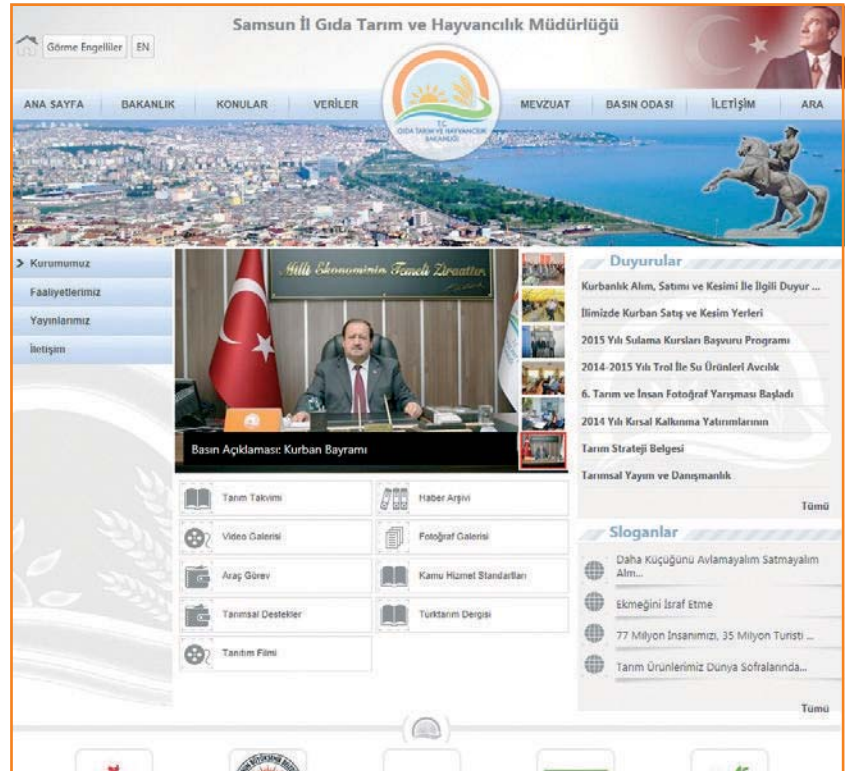 Samsun İl Gıda Tarım ve Hayvancılık Müdürlüğü
Görme Engelliler EN
ANA SAYFA BAKANLIK KONULAR VERİLER MEVZUAT BASIN ODASI İLETİŞİM ARA
T.C.
GIDA TARIM VE HAYVANCILIK
BAKANLIĞI
Kurumumuz
Faaliyetlerimiz
Yayınlarımız
İletişim
Milli Ekonominin Temeli Ziraattır.
Basın Açıklaması: Kurban Bayramı
Tarım Takvimi
Haber Arşivi
Video Galerisi
Fotoğraf Galerisi
Araç Görev
Kamu Hizmet Standartları
Tarımsal Destekler
Türktarım Dergisi
Tanıtım Filmi
Duyurular
Kurbanlık Alım, Satımı ve Kesimi İle İlgili Duyur ...
İlimizde Kurban Satış ve Kesim Yerleri
2015 Yılı Sulama Kursları Başvuru Programı
2014-2015 Yılı Trol İle Su Ürünleri Avcılık
6. Tarım ve İnsan Fotoğraf Yarışması Başladı
2014 Yılı Kırsal Kalkınma Yatırımlarının
Tarım Strateji Belgesi
Tarımsal Yayım ve Danışmanlık
Tümü
Sloganlar
Daha Küçüğünü Avlamayalım Satmayalım
Alm...
Ekmeğini İsraf Etme
77 Milyon İnsanımızı, 35 Milyon Turisti ...
Tarım Ürünlerimiz Dünya Sofralarında...
Tümü